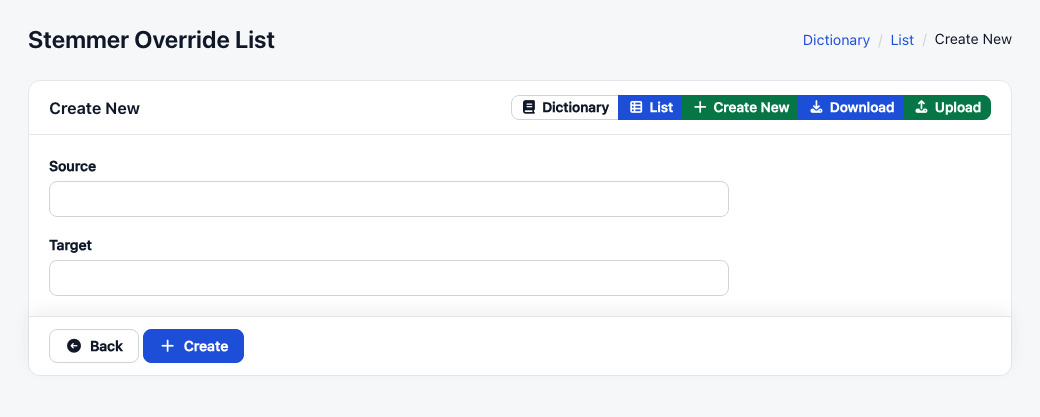 Stemmer Override List
Dictionary / List / Create New
Create New
Dictionary List Create New Download Upload
Source
Target
Back Create